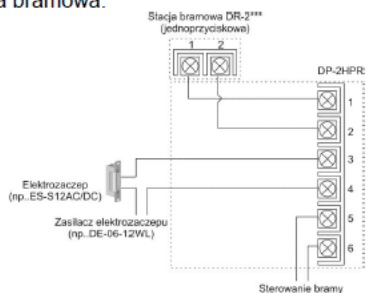 a bramowa.
Stacja bramowa DR-2***
(jednoprzyciskowa)
1 2
DP-2HPR
1
2
3
4
5
6
Elektrozaczep
(np..ES-S12AC/DC)
Zasilacz elektrozaczepu
(np..DE-06-12WL)
Sterowanie bramy